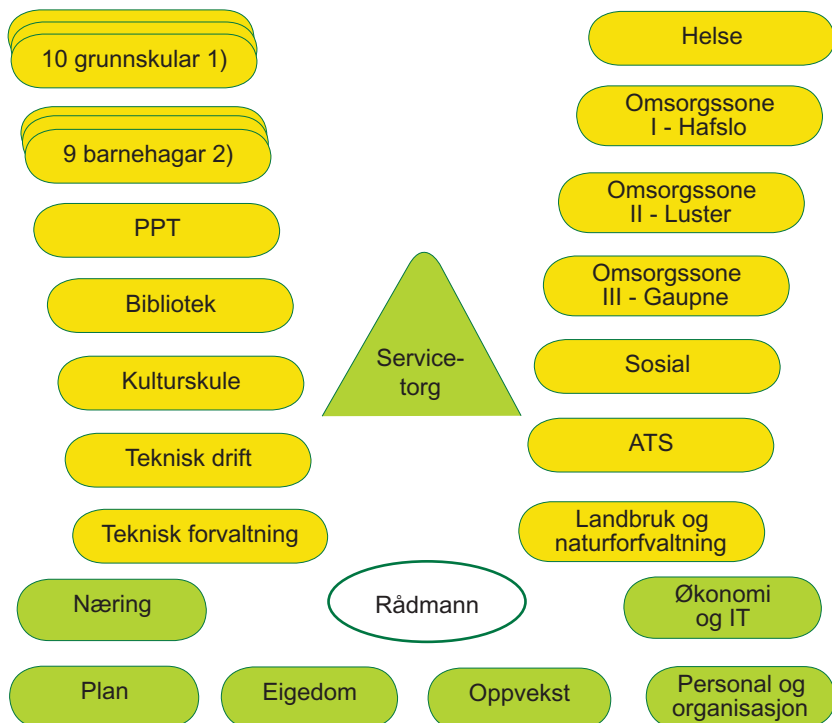 10 grunnskular 1)
9 barnehagar 2)
PPT
Bibliotek
Kulturskule
Teknisk drift
Teknisk forvaltning
Service-
torg
Helse
Omsorgssone
I - Hafslo
Omsorgssone
II - Luster
Omsorgssone
III - Gaupne
Sosial
ATS
Landbruk og
naturforfvaltning
Næring
Rådmann
Økonomi
og IT
Plan
Eigedom
Oppvekst
Personal og
organisasjon